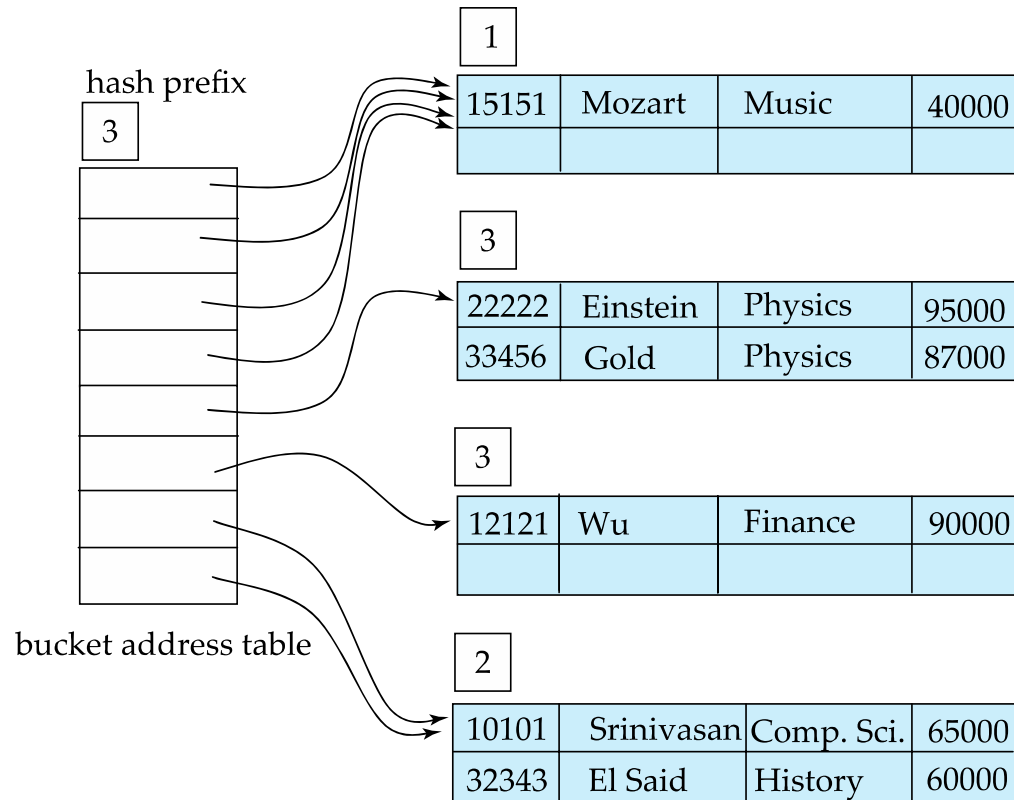 1
hash prefix
3
15151 Mozart Music 40000
3
22222 Einstein Physics 95000
33456 Gold Physics 87000
3
12121 Wu Finance 90000
bucket address table
2
10101 Srinivasan Comp. Sci. 65000
32343 El Said History 60000